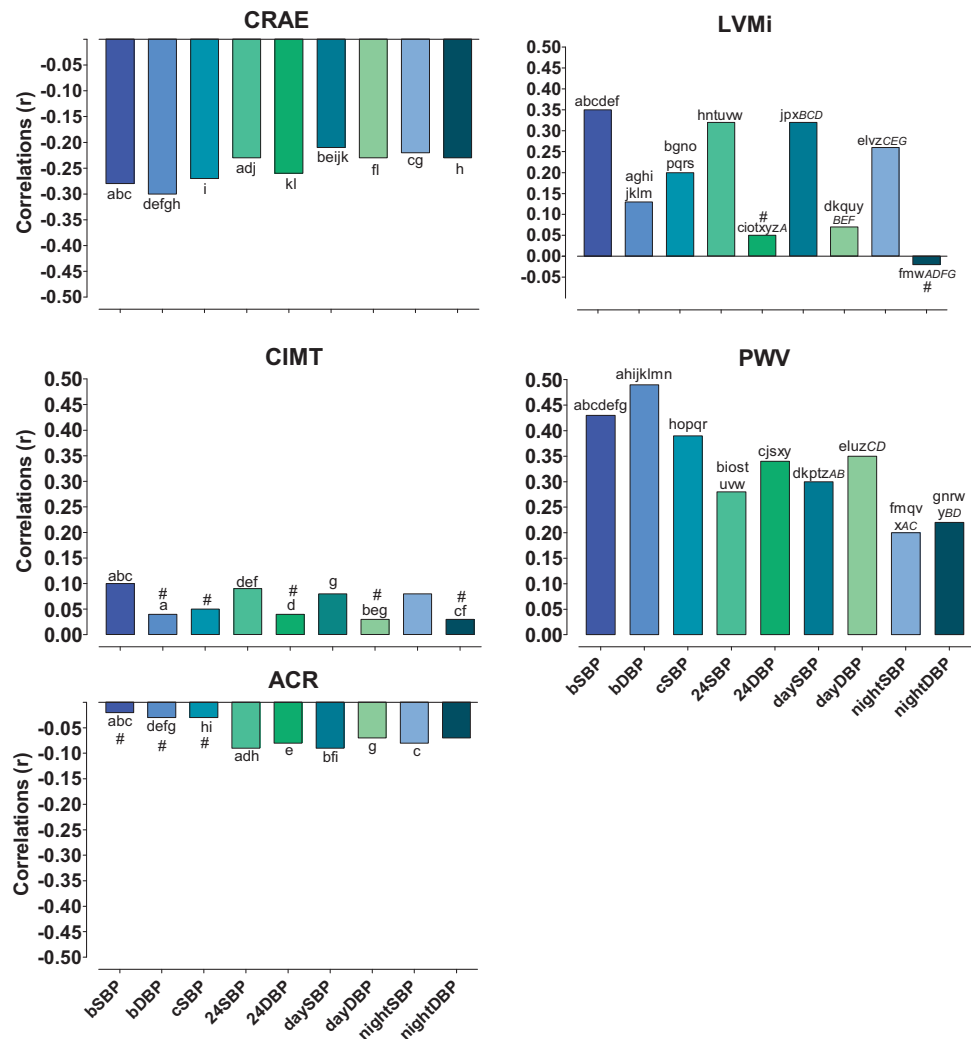 CRAE
Correlations (r)
-0.05
-0.10
-0.15
-0.20
-0.25
-0.30
-0.35
-0.40
-0.45
-0.50
abc
defgh
i
adj
kl
beijk
fl
cg
h
LVMi
0.50
0.45
0.40
0.35
0.30
0.25
0.20
0.15
0.10
0.05
0.00
-0.05
abcdef
aghi
jklm
bgno
pqrs
hntuvw
#
ciotxyzA
jpxBCD
dkquy
BEF
elvzCEG
fmwADFG
#
CIMT
Correlations (r)
0.50
0.45
0.40
0.35
0.30
0.25
0.20
0.15
0.10
0.05
0.00
abc
#
a
#
def
#
d
g
#
beg
#
cf
PWV
0.50
0.45
0.40
0.35
0.30
0.25
0.20
0.15
0.10
0.05
0.00
abcdefg
ahijklmn
hopqr
biost
uvw
cjsxy
dkptzAB
eluzCD
fmqv
xAC
gnrw
yBD
bSBP
bDBP
cSBP
24SBP
24DBP
daySBP
dayDBP
nightSBP
nightDBP
ACR
Correlations (r)
-0.05
-0.10
-0.15
-0.20
-0.25
-0.30
-0.35
-0.40
-0.45
-0.50
abc
#
defg
#
hi
#
adh
e
bfi
g
c
bSBP
bDBP
cSBP
24SBP
24DBP
daySBP
dayDBP
nightSBP
nightDBP